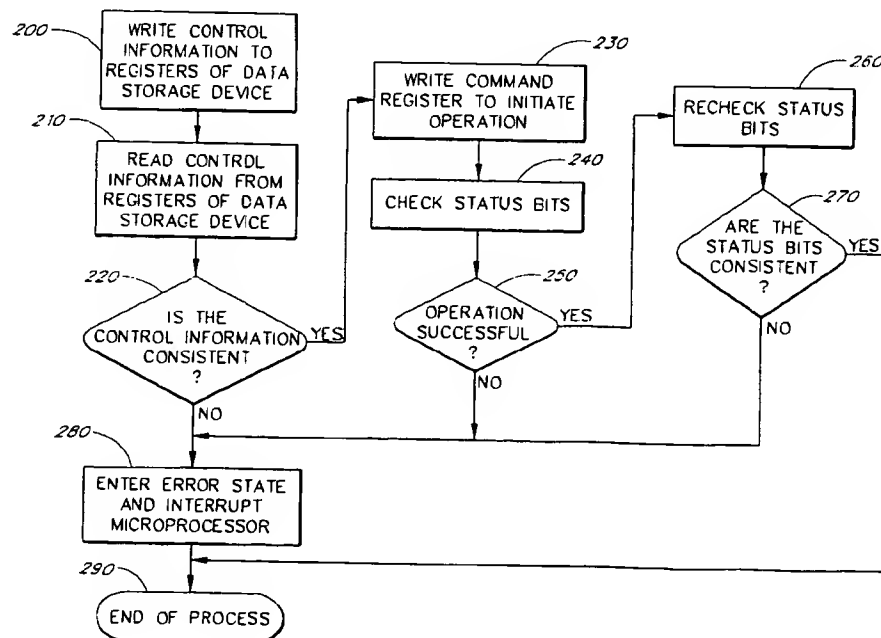 200
WRITE CONTROL
INFORMATION TO
REGISTERS OF DATA
STORAGE DEVICE
210
READ CONTROL
INFORMATION FROM
REGISTERS OF DATA
STORAGE DEVICE
220
IS THE
CONTROL INFORMATION
CONSISTENT
?
YES
NO
230
WRITE COMMAND
REGISTER TO INITIATE
OPERATION
240
CHECK STATUS BITS
250
OPERATION
SUCCESSFUL
?
YES
NO
260
RECHECK STATUS
BITS
270
ARE THE
STATUS BITS
CONSISTENT
?
YES
NO
280
ENTER ERROR STATE
AND INTERRUPT
MICROPROCESSOR
290
END OF PROCESS